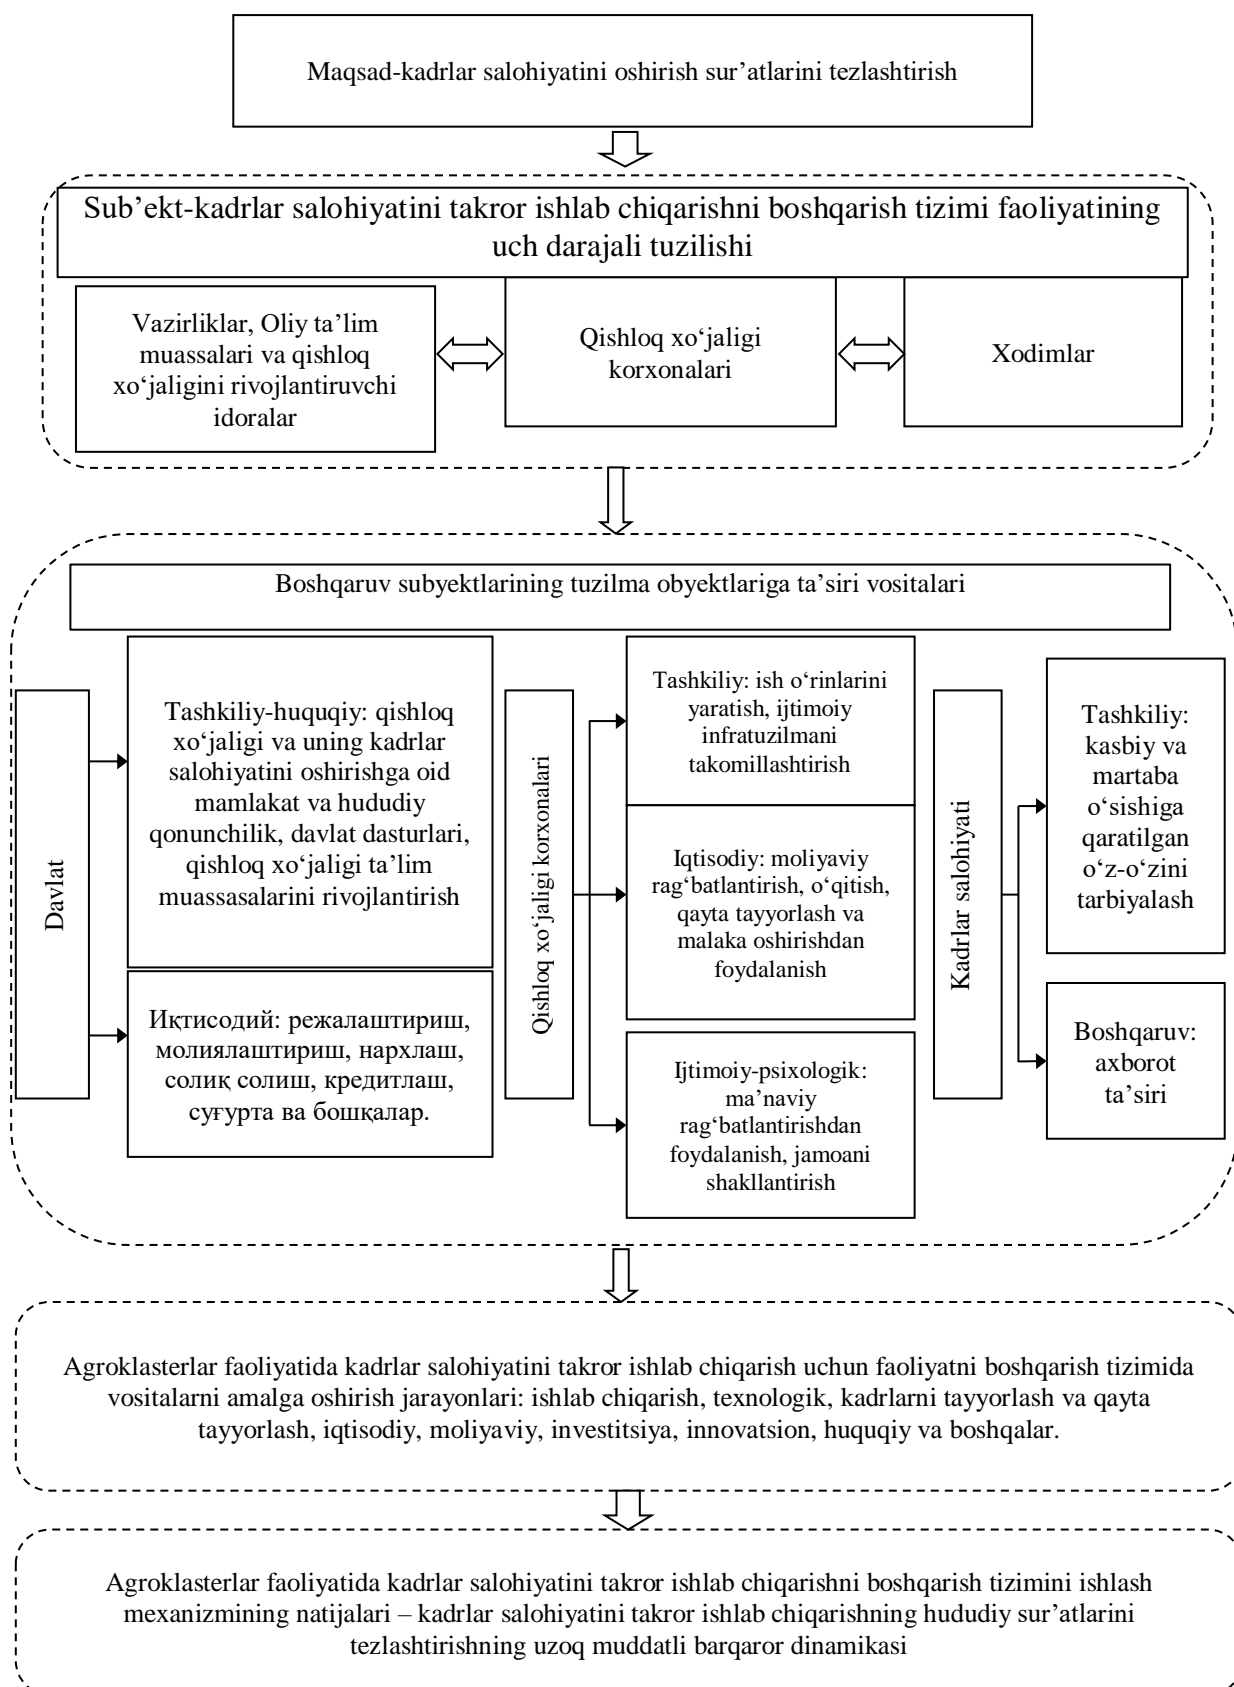 Maqsad-kadrlar salohiyatini oshirish sur’atlarini tezlashtirish
Sub’ekt-kadrlar salohiyatini takror ishlab chiqarishni boshqarish tizimi faoliyatining
uch darajali tuzilishi
Vazirliklar, Oliy ta’lim
muassalari va qishloq
xo‘jaligini rivojlantiruvchi
idoralar
Qishloq xo‘jaligi
korxonalari
Xodimlar
Boshqaruv subyektlarining tuzilma obyektlariga ta’siri vositalari
Davlat
Tashkiliy-huquqiy: qishloq
xo‘jaligi va uning kadrlar
salohiyatini oshirishga oid
mamlakat va hududiy
qonunchilik, davlat dasturlari,
qishloq xo‘jaligi ta’lim
muassasalarini rivojlantirish
Иқтисодий: режалаштириш,
молиялаштириш, нархлаш,
солиқ солиш, кредитлаш,
суғурта ва бошқалар.
Qishloq xo‘jaligi korxonalari
Tashkiliy: ish o‘rinlarini
yaratish, ijtimoiy
infratuzilmani
takomillashtirish
Iqtisodiy: moliyaviy
rag‘batlantirish, o‘qitish,
qayta tayyorlash va
malaka oshirishdan
foydalanish
Ijtimoiy-psixologik:
ma’naviy
rag‘batlantirishdan
foydalanish, jamoani
shakllantirish
Kadrlar salohiyati
Tashkiliy:
kasbiy va
martaba
o‘sishiga
qaratilgan
o‘z-o‘zini
tarbiyalash
Boshqaruv:
axborot
ta’siri
Agroklasterlar faoliyatida kadrlar salohiyatini takror ishlab chiqarish uchun faoliyatni boshqarish tizimida
vositalarni amalga oshirish jarayonlari: ishlab chiqarish, texnologik, kadrlarni tayyorlash va qayta
tayyorlash, iqtisodiy, moliyaviy, investitsiya, innovatsion, huquqiy va boshqalar.
Agroklasterlar faoliyatida kadrlar salohiyatini takror ishlab chiqarishni boshqarish tizimini ishlash
mexanizmining natijalari – kadrlar salohiyatini takror ishlab chiqarishning hududiy sur’atlarini
tezlashtirishning uzoq muddatli barqaror dinamikasi